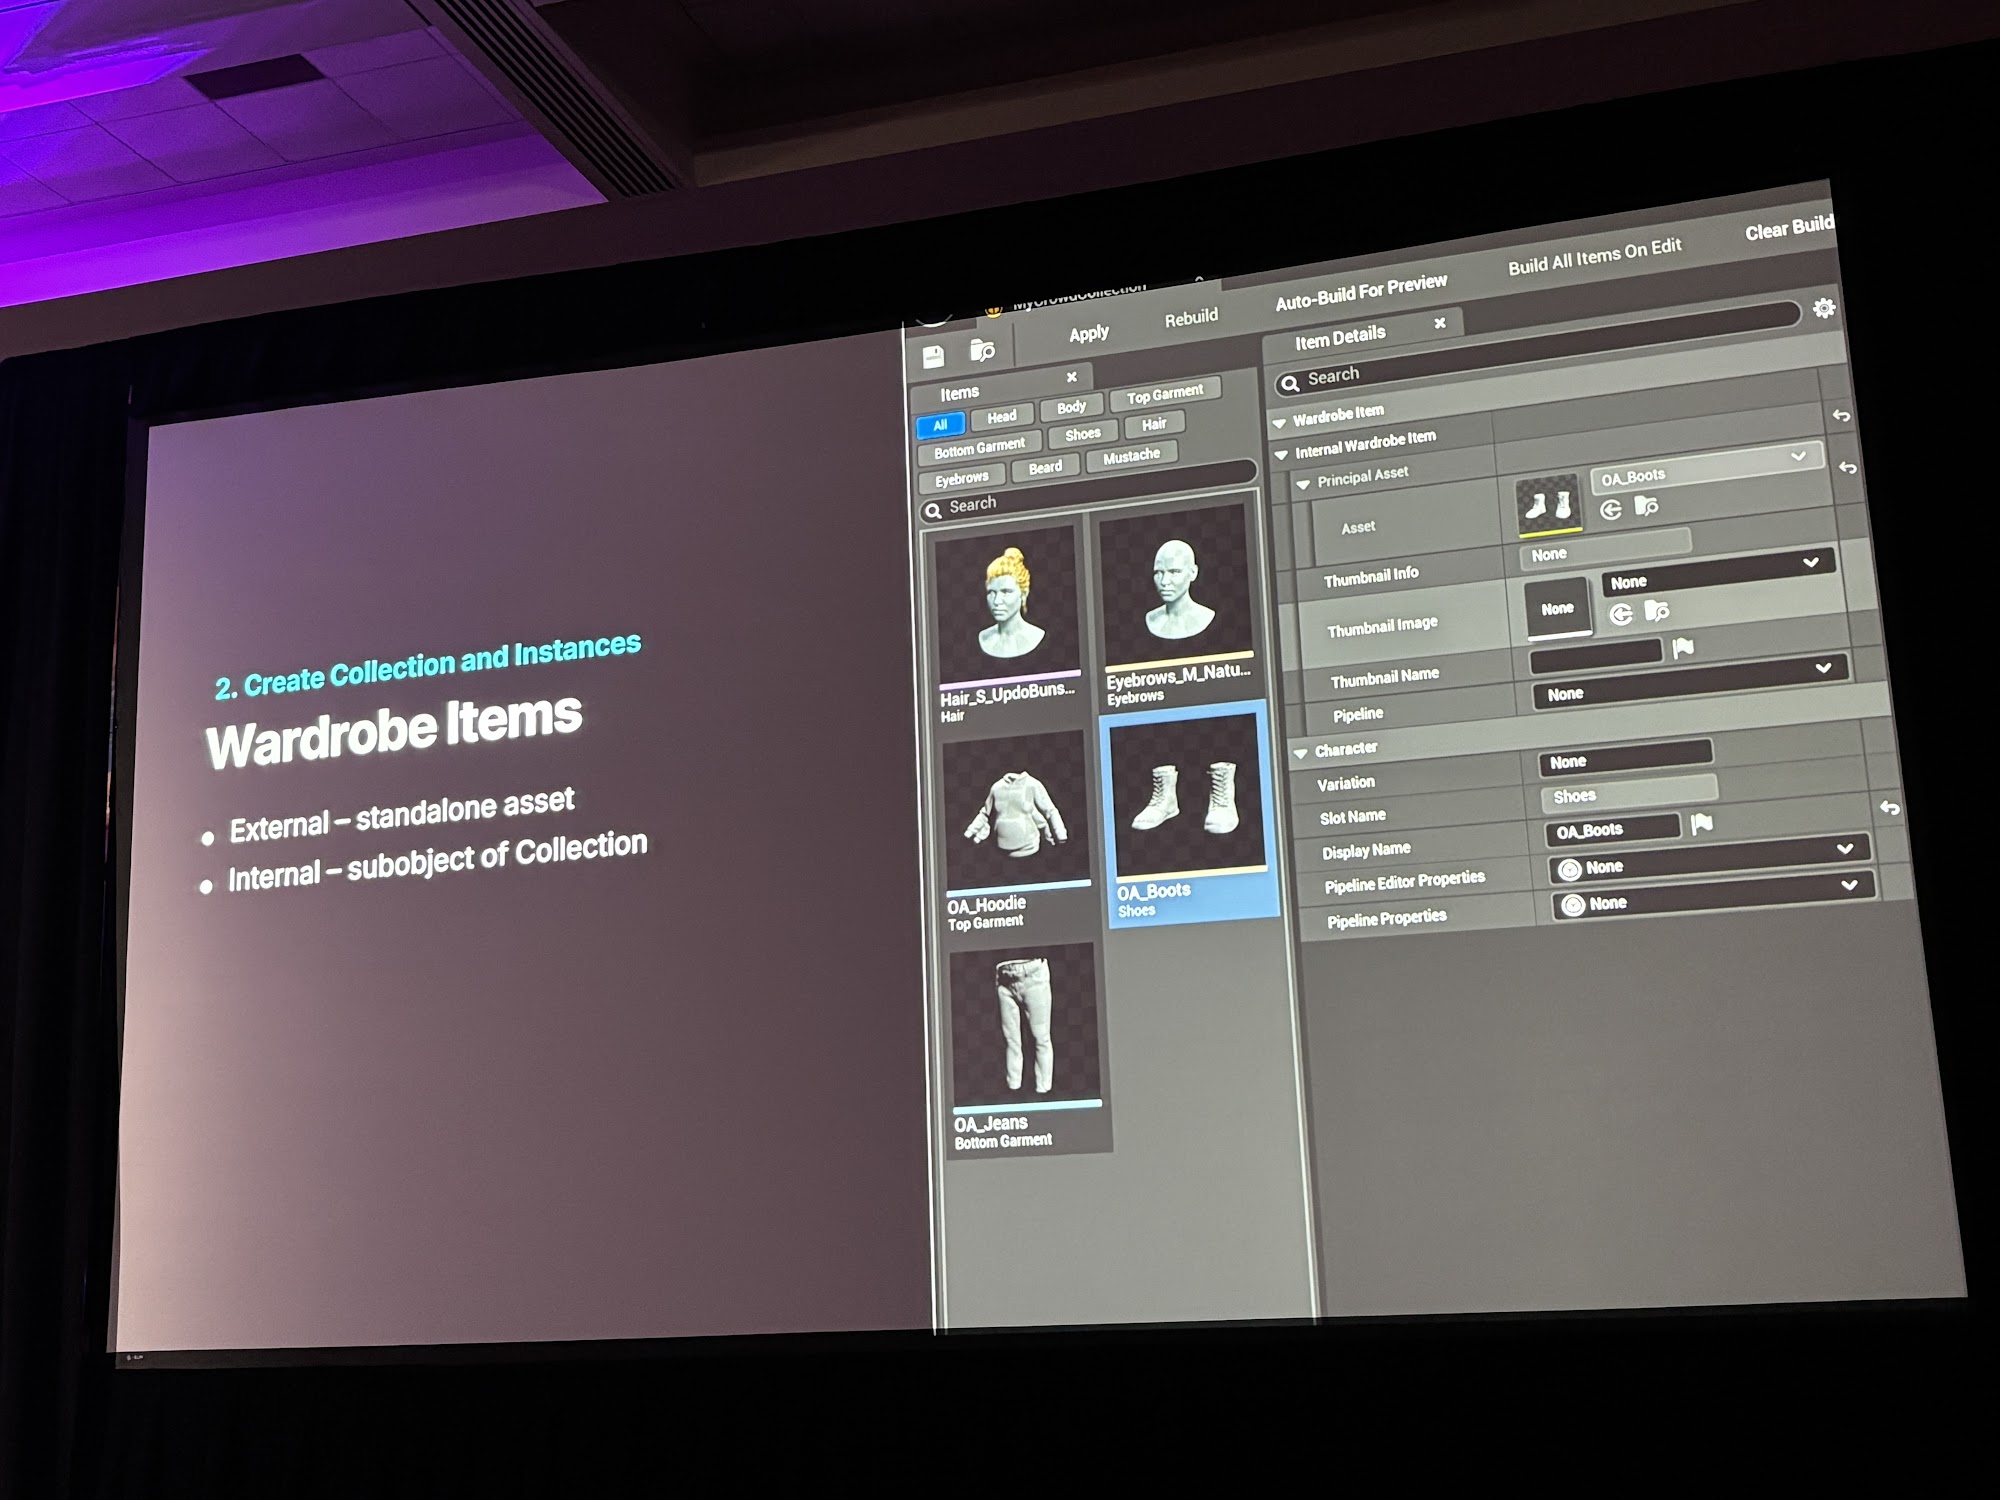 2. Create Collection and Instances
Wardrobe Items
• External – standalone asset
• Internal – subobject of Collection
MyCrowdCollection
Apply
Rebuild
Auto-Build For Preview
Build All Items On Edit
Clear Build
Items
All
Head
Body
Top Garment
Bottom Garment
Shoes
Hair
Eyebrows
Beard
Mustache
Search
Hair_S_UpdoBuns...
Hair
Eyebrows_M_Natu...
Eyebrows
OA_Hoodie
Top Garment
OA_Boots
Shoes
OA_Jeans
Bottom Garment
Item Details
Search
Wardrobe Item
Internal Wardrobe Item
Principal Asset
Asset
OA_Boots
Thumbnail Info
None
Thumbnail Image
None
None
Thumbnail Name
Pipeline
None
Character
Variation
None
Slot Name
Shoes
Display Name
OA_Boots
Pipeline Editor Properties
None
Pipeline Properties
None